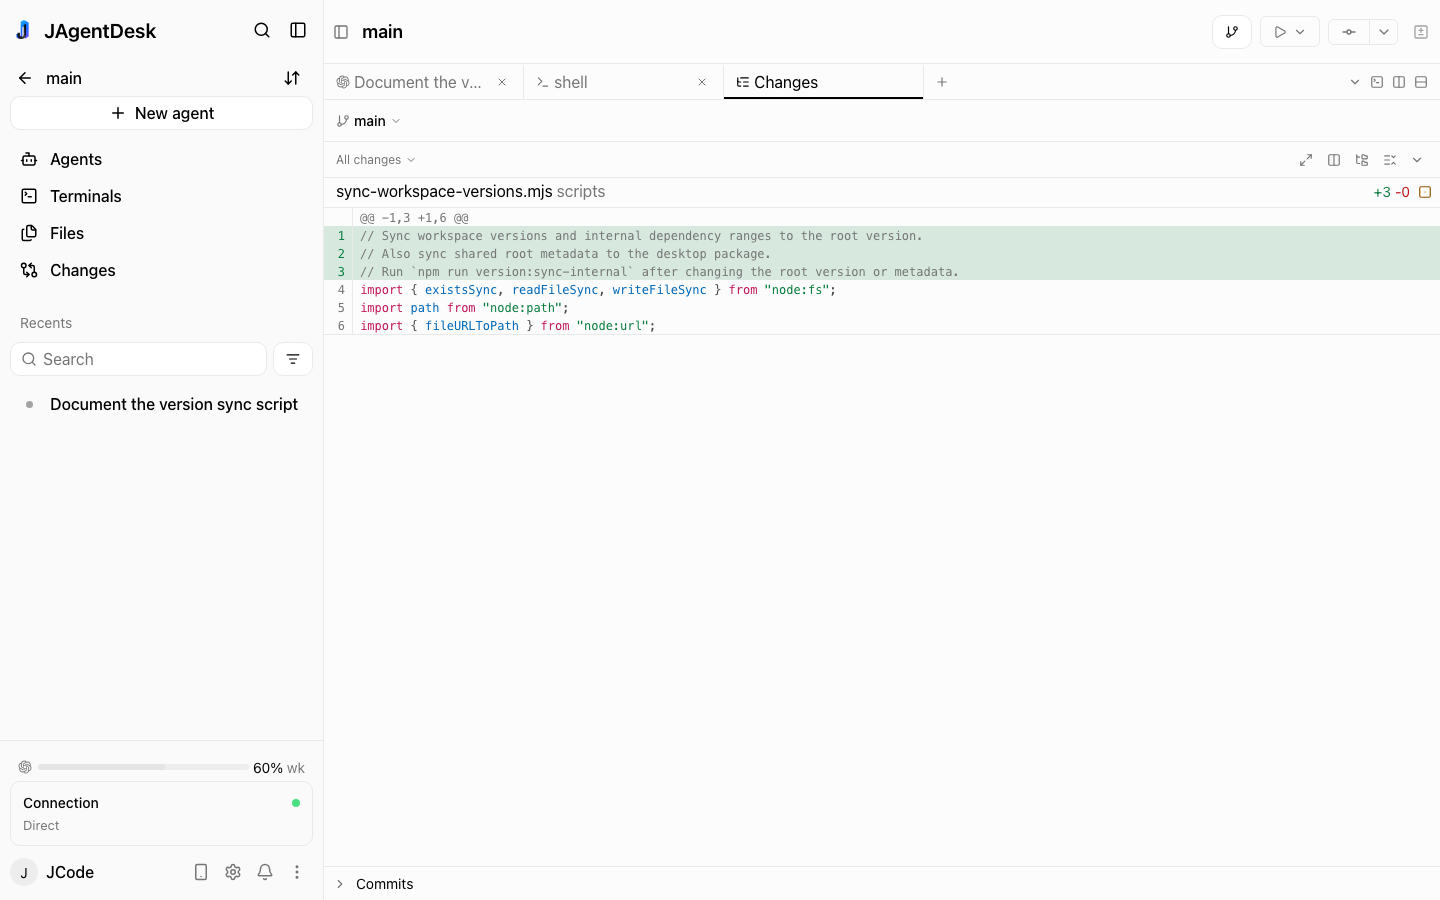 JAgentDesk
main
New agent
Agents
Terminals
Files
Changes
Recents
Search
Document the version sync script
60% wk
Connection
Direct
J
JCode
main
Document the v...
shell
Changes
main
All changes
sync-workspace-versions.mjs scripts
+3 -0
@@ -1,3 +1,6 @@
1 // Sync workspace versions and internal dependency ranges to the root version.
2 // Also sync shared root metadata to the desktop package.
3 // Run `npm run version:sync-internal` after changing the root version or metadata.
4 import { existsSync, readFileSync, writeFileSync } from "node:fs";
5 import path from "node:path";
6 import { fileURLToPath } from "node:url";
Commits